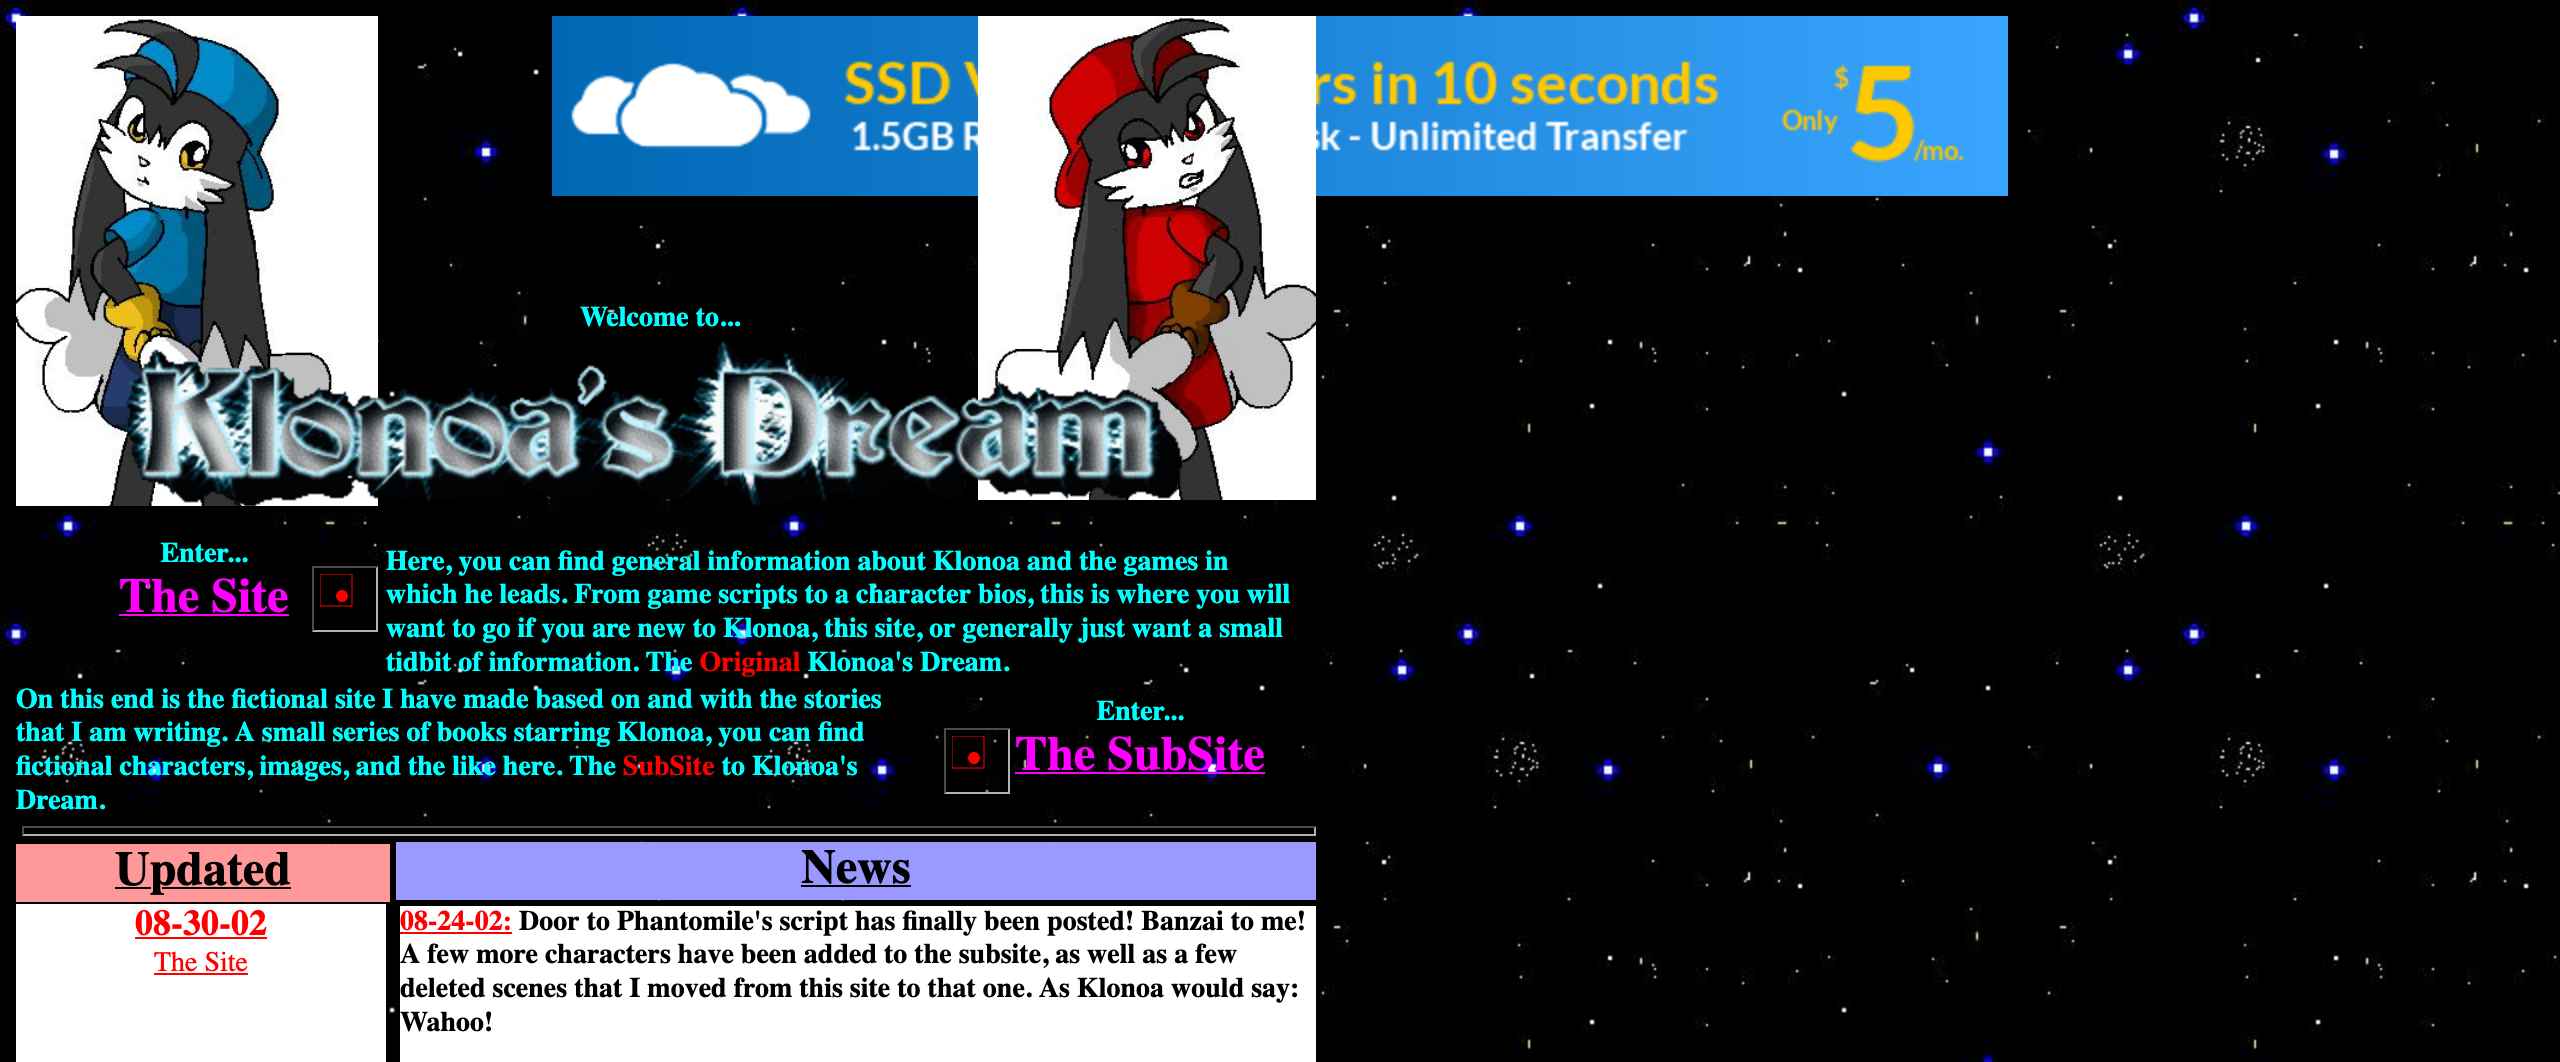 SSD
rs in 10 seconds
1.5GB
sk - Unlimited Transfer
Only $5/mo.
Welcome to...
Klonoa's Dream
Enter...
The Site
Here, you can find general information about Klonoa and the games in
which he leads. From game scripts to a character bios, this is where you will
want to go if you are new to Klonoa, this site, or generally just want a small
tidbit of information. The Original Klonoa's Dream.
On this end is the fictional site I have made based on and with the stories
that I am writing. A small series of books starring Klonoa, you can find
fictional characters, images, and the like here. The SubSite to Klonoa's
Dream.
Enter...
The SubSite
Updated
08-30-02
The Site
News
08-24-02: Door to Phantomile's script has finally been posted! Banzai to me!
A few more characters have been added to the subsite, as well as a few
deleted scenes that I moved from this site to that one. As Klonoa would say:
Wahoo!